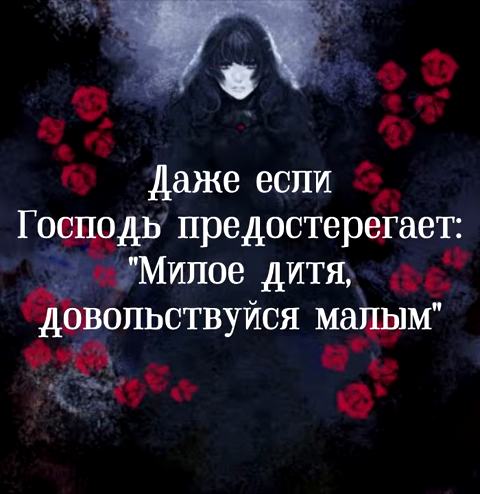 Даже если
Господь предостерегает:
"Милое дитя,
довольствуйся малым"